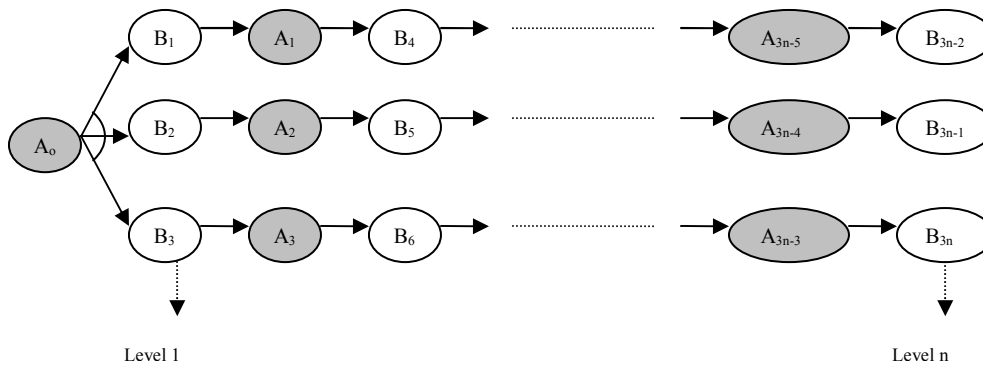 B₁ A₁ B₄ A₃ₙ₋₅ B₃ₙ₋₂
Aₒ B₂ A₂ B₅ A₃ₙ₋₄ B₃ₙ₋₁
B₃ A₃ B₆ A₃ₙ₋₃ B₃ₙ
Level 1 Level n